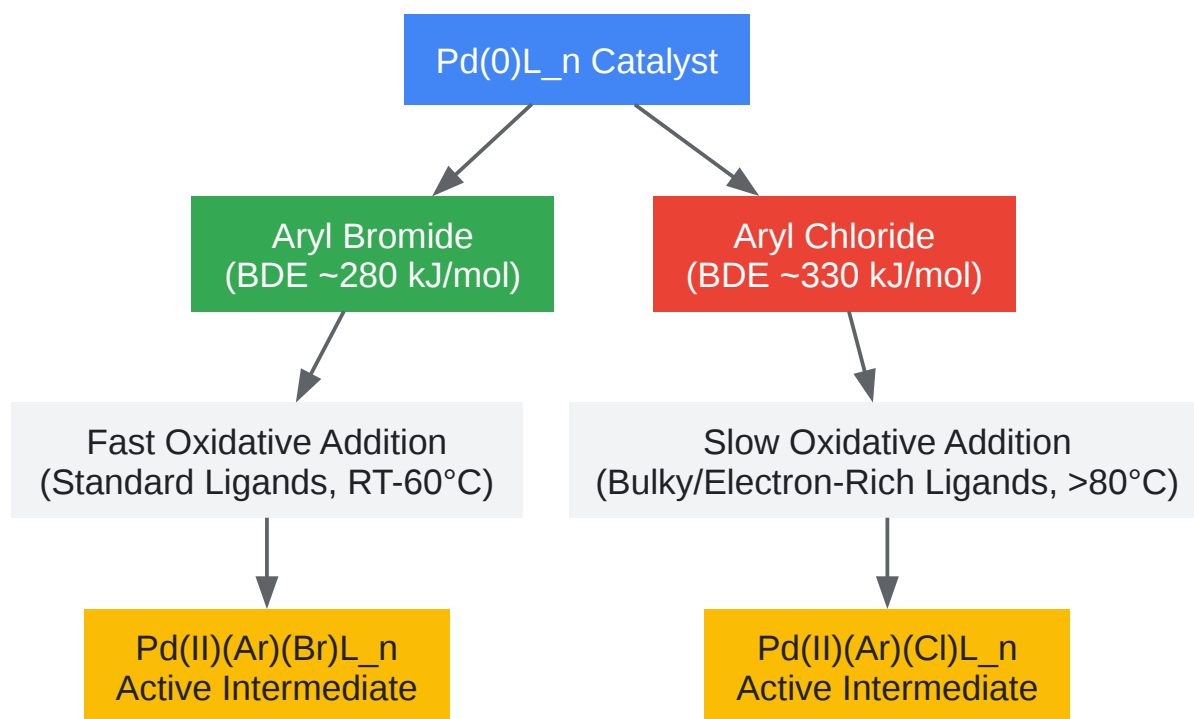 Pd(0)L_n Catalyst
Aryl Bromide
(BDE ~280 kJ/mol)
Aryl Chloride
(BDE ~330 kJ/mol)
Fast Oxidative Addition
(Standard Ligands, RT-60°C)
Slow Oxidative Addition
(Bulky/Electron-Rich Ligands, >80°C)
Pd(II)(Ar)(Br)L_n
Active Intermediate
Pd(II)(Ar)(Cl)L_n
Active Intermediate